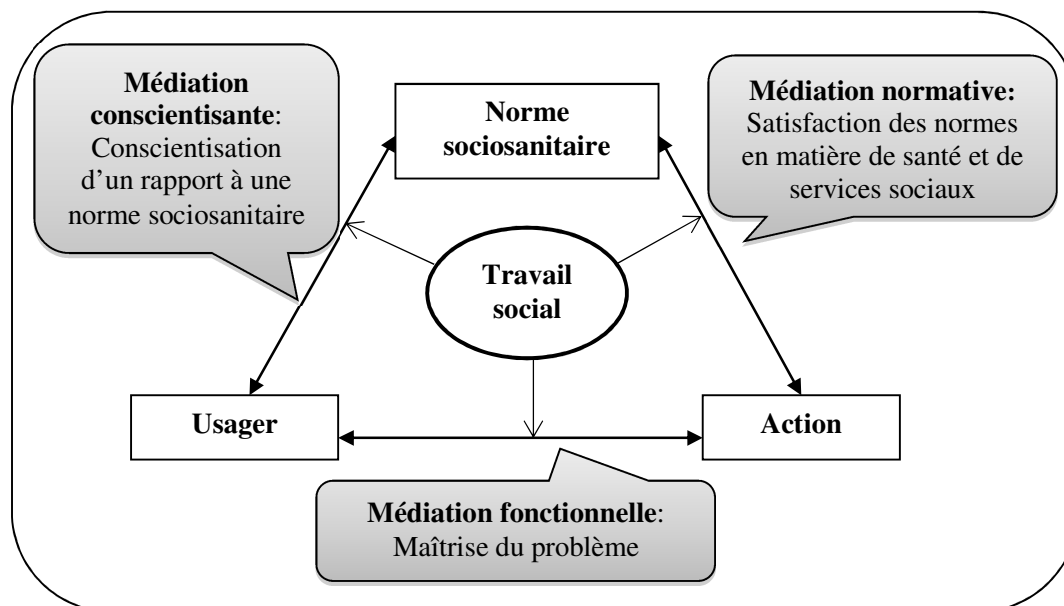 Médiation
conscientisante:
Conscientisation
d'un rapport à une
norme sociosanitaire
Norme
sociosanitaire
Médiation normative:
Satisfaction des normes
en matière de santé et de
services sociaux
Travail
social
Usager
Action
Médiation fonctionnelle:
Maîtrise du problème